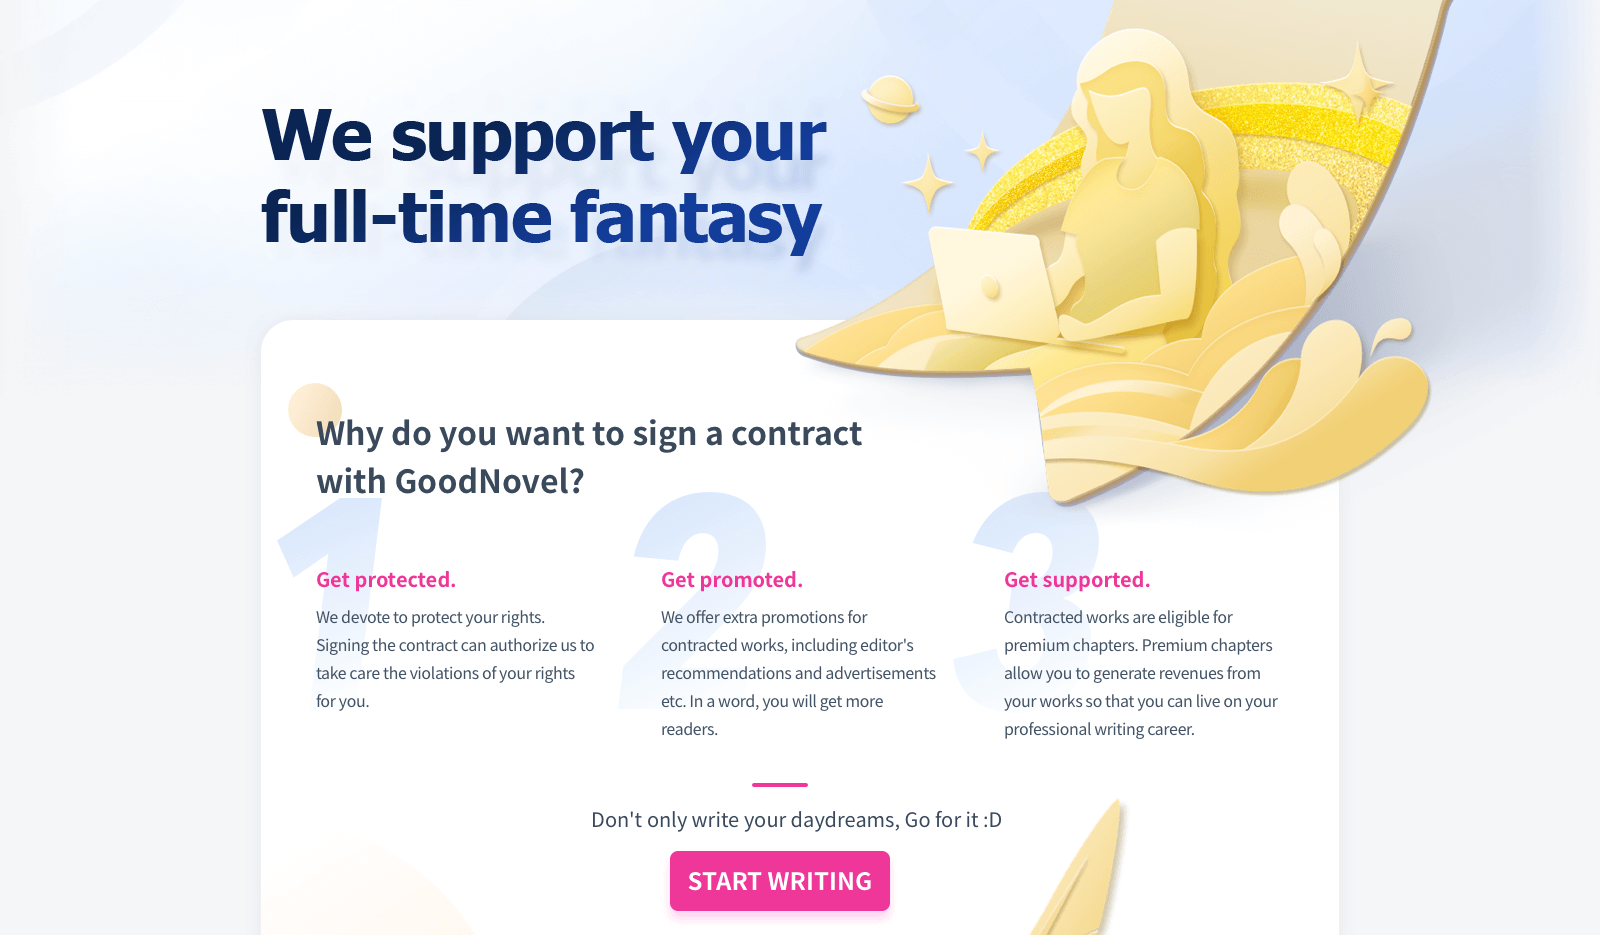 We support your
full-time fantasy
Why do you want to sign a contract
with GoodNovel?
1
2
3
Get protected.
We devote to protect your rights.
Signing the contract can authorize us to
take care the violations of your rights
for you.
Get promoted.
We offer extra promotions for
contracted works, including editor's
recommendations and advertisements
etc. In a word, you will get more
readers.
Get supported.
Contracted works are eligible for
premium chapters. Premium chapters
allow you to generate revenues from
your works so that you can live on your
professional writing career.
Don't only write your daydreams, Go for it :D
START WRITING